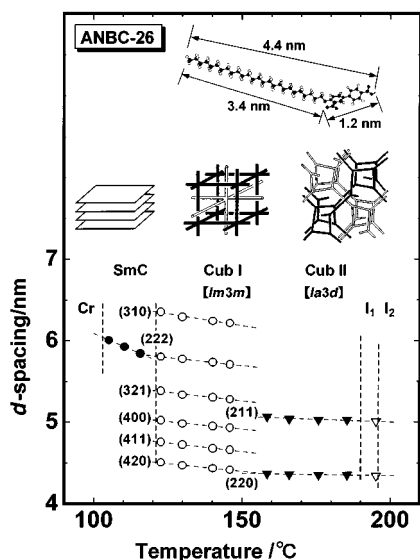 ANBC-26
4.4 nm
3.4 nm
1.2 nm
7
6
5
4
d-spacing/nm
Cr
SmC
Cub I
[Im3m]
Cub II
[Ia3d]
I1 I2
(310)
(222)
(321)
(400)
(411)
(420)
(211)
(220)
100 150 200
Temperature /℃